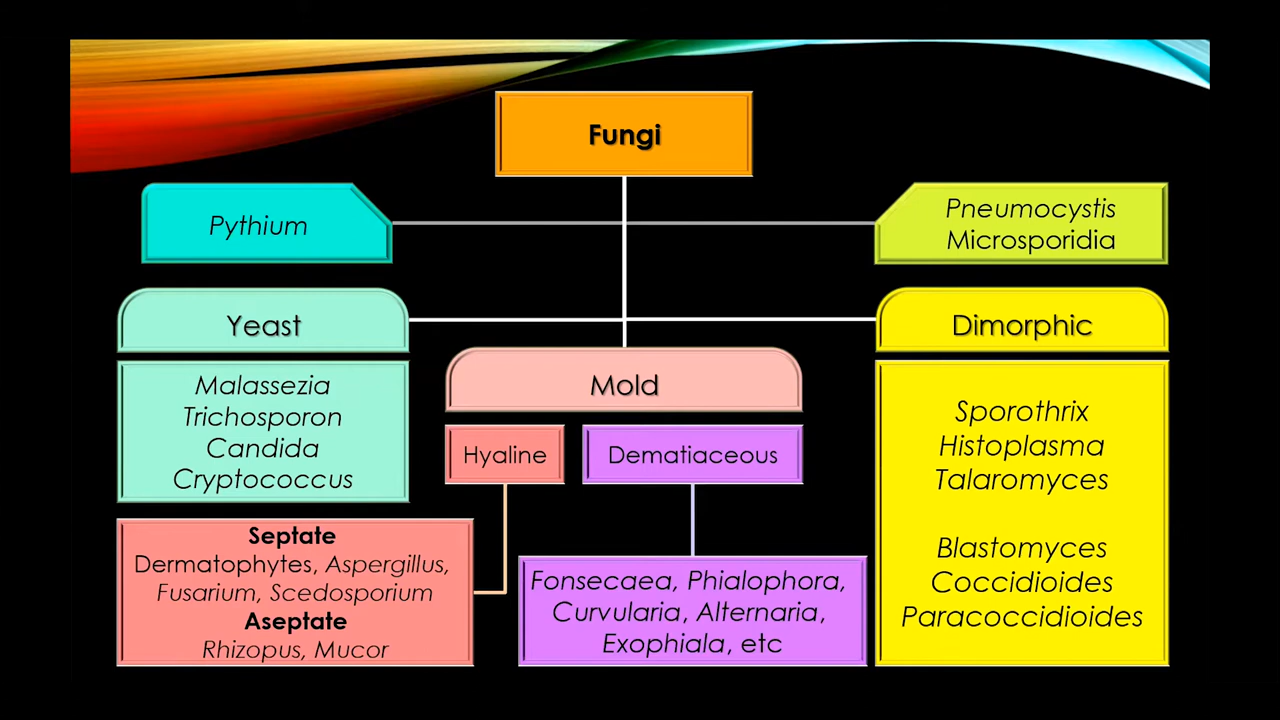 Fungi
Pythium
Pneumocystis
Microsporidia
Yeast
Malassezia
Trichosporon
Candida
Cryptococcus
Mold
Hyaline
Dematiaceous
Septate
Dermatophytes, Aspergillus,
Fusarium, Scedosporium
Aseptate
Rhizopus, Mucor
Fonsecaea, Phialophora,
Curvularia, Alternaria,
Exophiala, etc
Dimorphic
Sporothrix
Histoplasma
Talaromyces
Blastomyces
Coccidioides
Paracoccidioides